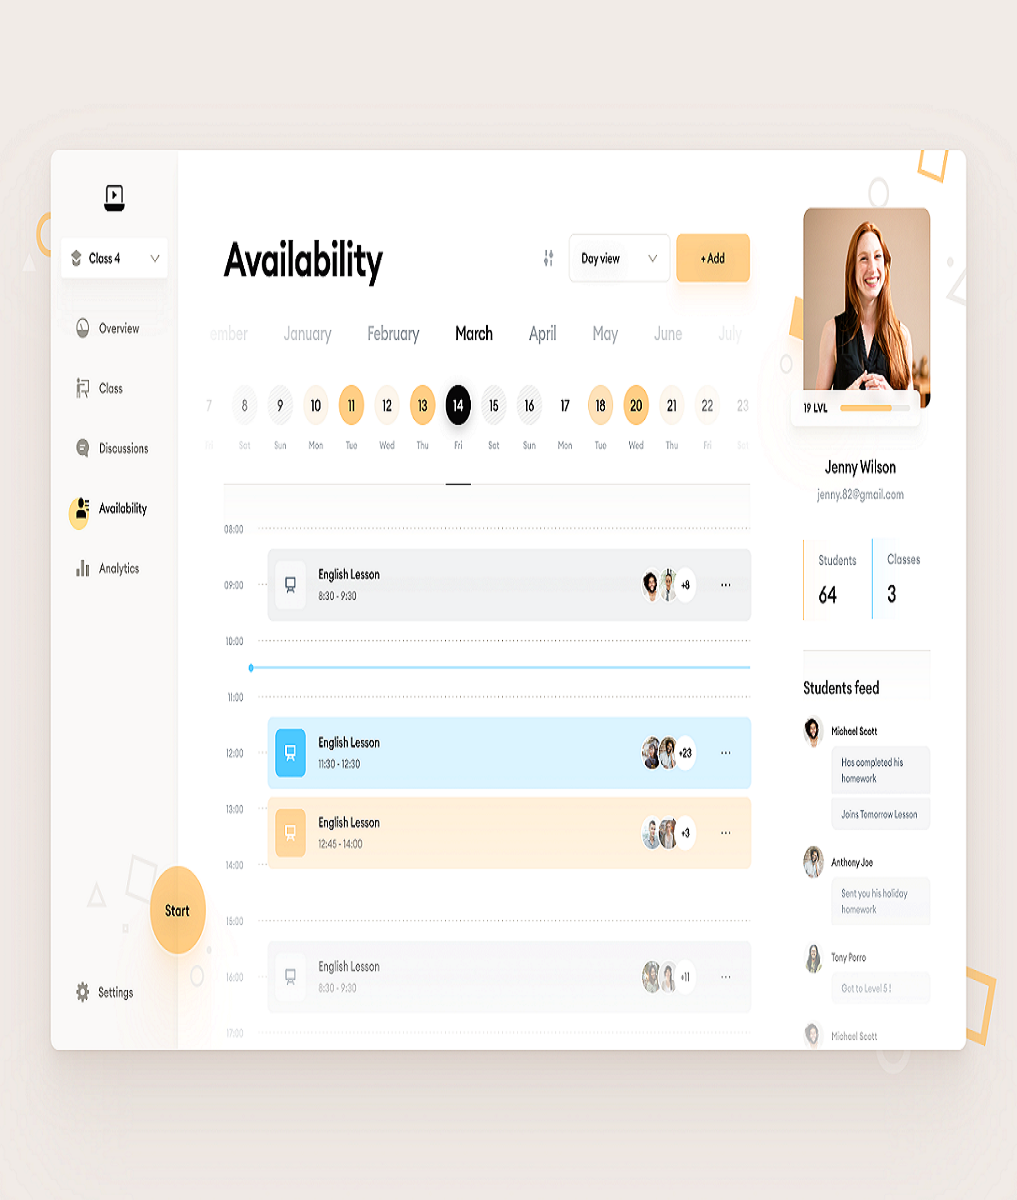 Class 4
Overview
Class
Discussions
Availability
Analytics
Start
Settings
Availability
Day view
+ Add
ember January February March April May June July
7 8 9 10 11 12 13 14 15 16 17 18 20 21 22 23
Sat Sun Mon Tue Wed Thu Fri Sat Sun Mon Tue Wed Thu Fri Sat
08:00
09:00
English Lesson
8:30 - 9:30
+8
10:00
11:00
12:00
English Lesson
11:30 - 12:30
+23
13:00
English Lesson
12:45 - 14:00
+3
14:00
15:00
16:00
English Lesson
8:30 - 9:30
+11
17:00
19 LVL
Jenny Wilson
jenny.82@gmail.com
Students
64
Classes
3
Students feed
Michael Scott
Has completed his
homework
Joins Tomorrow Lesson
Anthony Joe
Sent you his holiday
homework
Tony Porro
Got to Level 5 !
Michael Scott